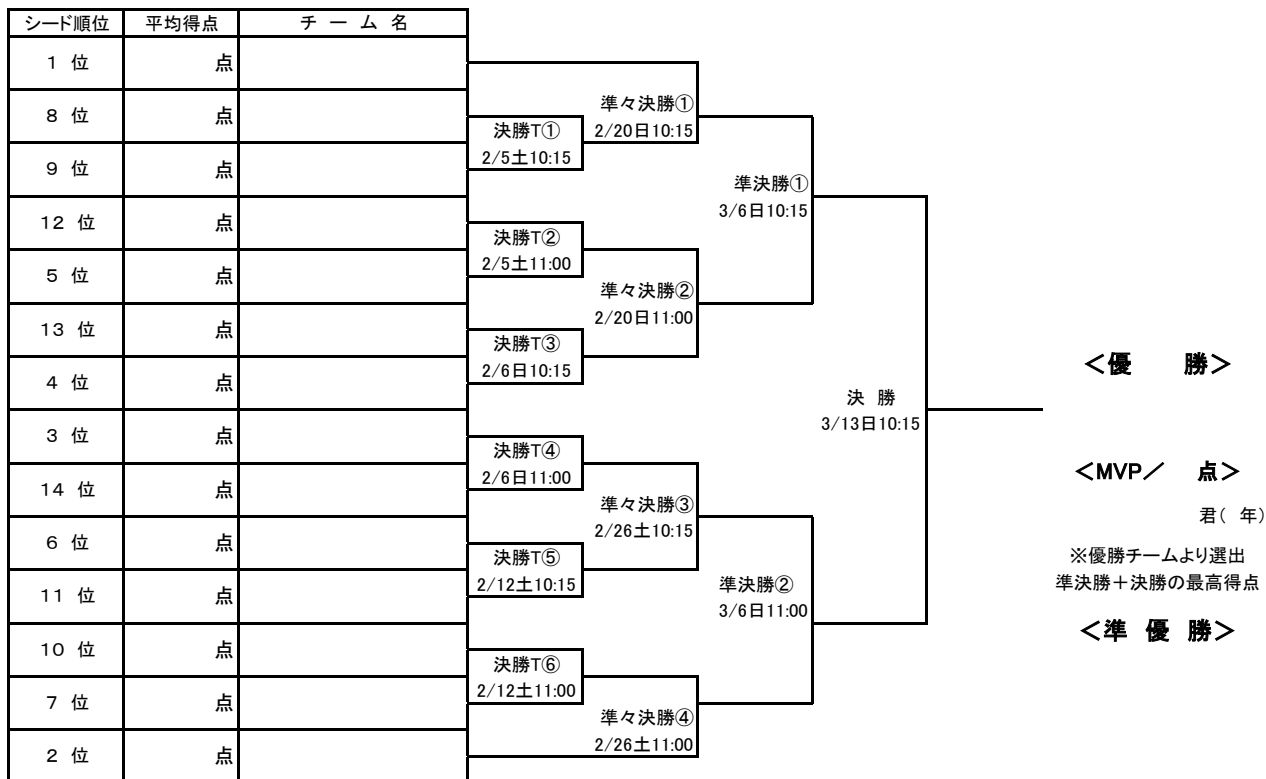 シード順位 平均得点 チ ー ム 名
1 位 点
8 位 点
9 位 点
12 位 点
5 位 点
13 位 点
4 位 点
3 位 点
14 位 点
6 位 点
11 位 点
10 位 点
7 位 点
2 位 点
決勝T①
2/5土10:15
決勝T②
2/5土11:00
決勝T③
2/6日10:15
決勝T④
2/6日11:00
決勝T⑤
2/12土10:15
決勝T⑥
2/12土11:00
準々決勝①
2/20日10:15
準々決勝②
2/20日11:00
準々決勝③
2/26土10:15
準々決勝④
2/26土11:00
準決勝①
3/6日10:15
準決勝②
3/6日11:00
決 勝
3/13日10:15
＜優 勝＞
＜MVP／ 点＞
君( 年)
※優勝チームより選出
準決勝＋決勝の最高得点
＜準 優 勝＞